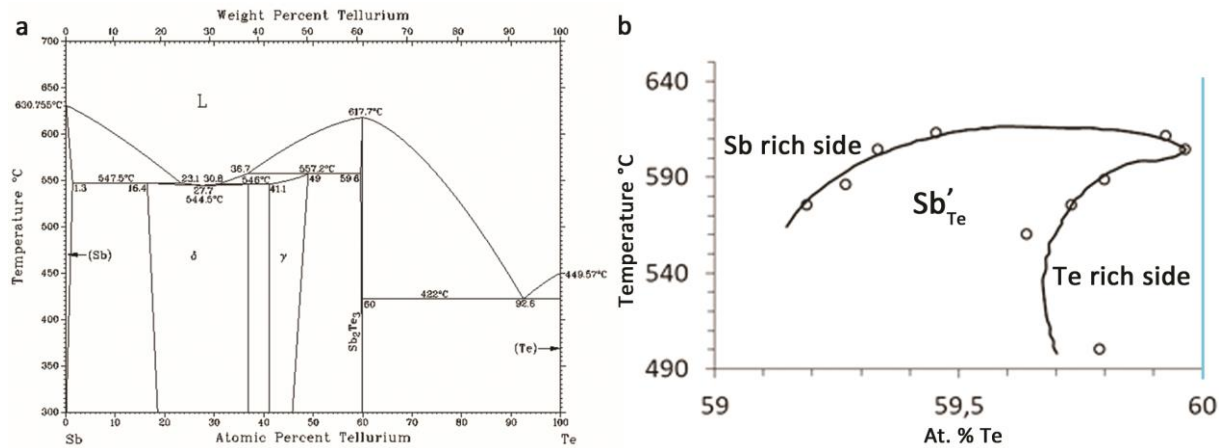 a
Weight Percent Tellurium
0 10 20 30 40 50 60 70 80 90 100
700
650
600
550
500
450
400
350
300
Temperature °C
L
630.755°C
617.7°C
36.7
557.2°C
547.5°C
23.1 30.8
546°C
49
59.6
1.3
16.4
27.7
41.1
544.5°C
(Sb)
δ
γ
449.57°C
422°C
60
92.6
Sb₂Te₃
(Te)
0 10 20 30 40 50 60 70 80 90 100
Sb
Atomic Percent Tellurium
Te
b
640
590
540
490
Temperature °C
Sb rich side
Sb′Te
Te rich side
59
59,5
60
At. % Te